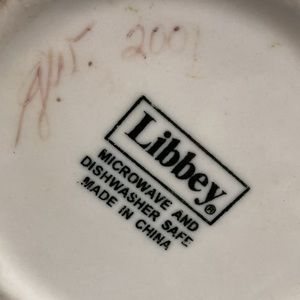 2001
Libbey®
MICROWAVE AND
DISHWASHER SAFE
MADE IN CHINA